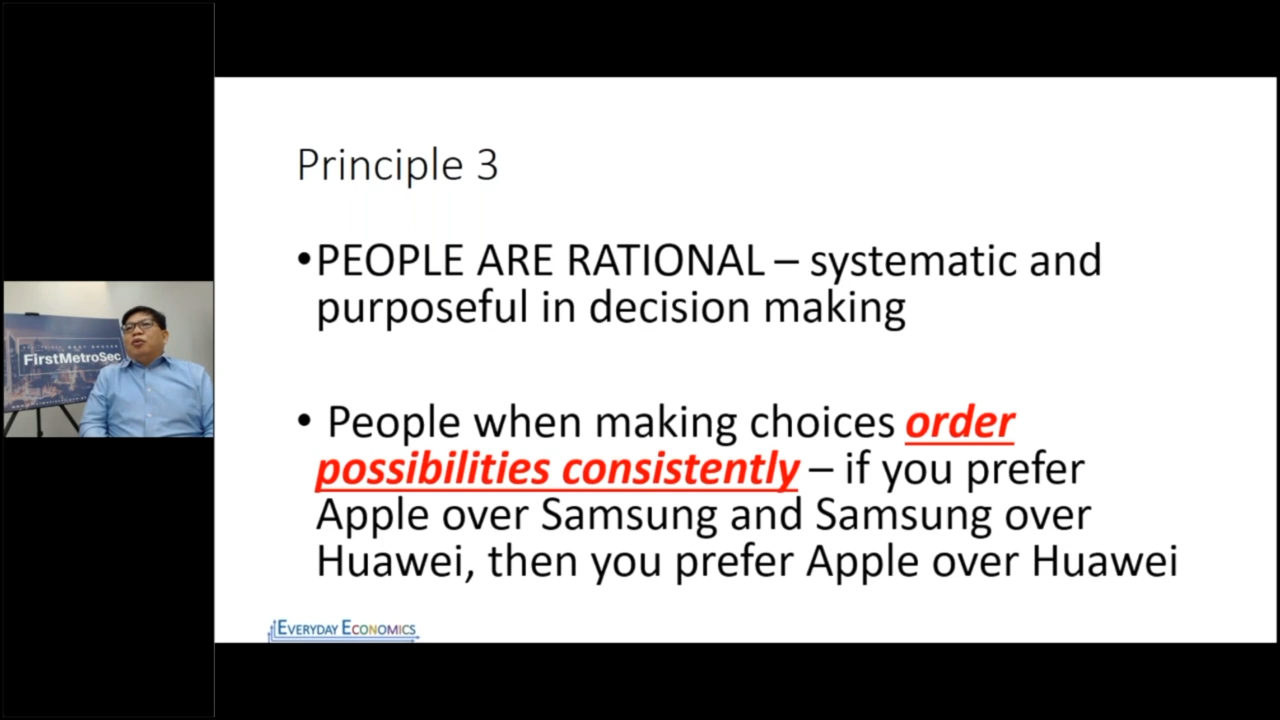 Principle 3
•PEOPLE ARE RATIONAL – systematic and
purposeful in decision making
• People when making choices order
possibilities consistently – if you prefer
Apple over Samsung and Samsung over
Huawei, then you prefer Apple over Huawei
EVERYDAY ECONOMICS
FirstMetroSec